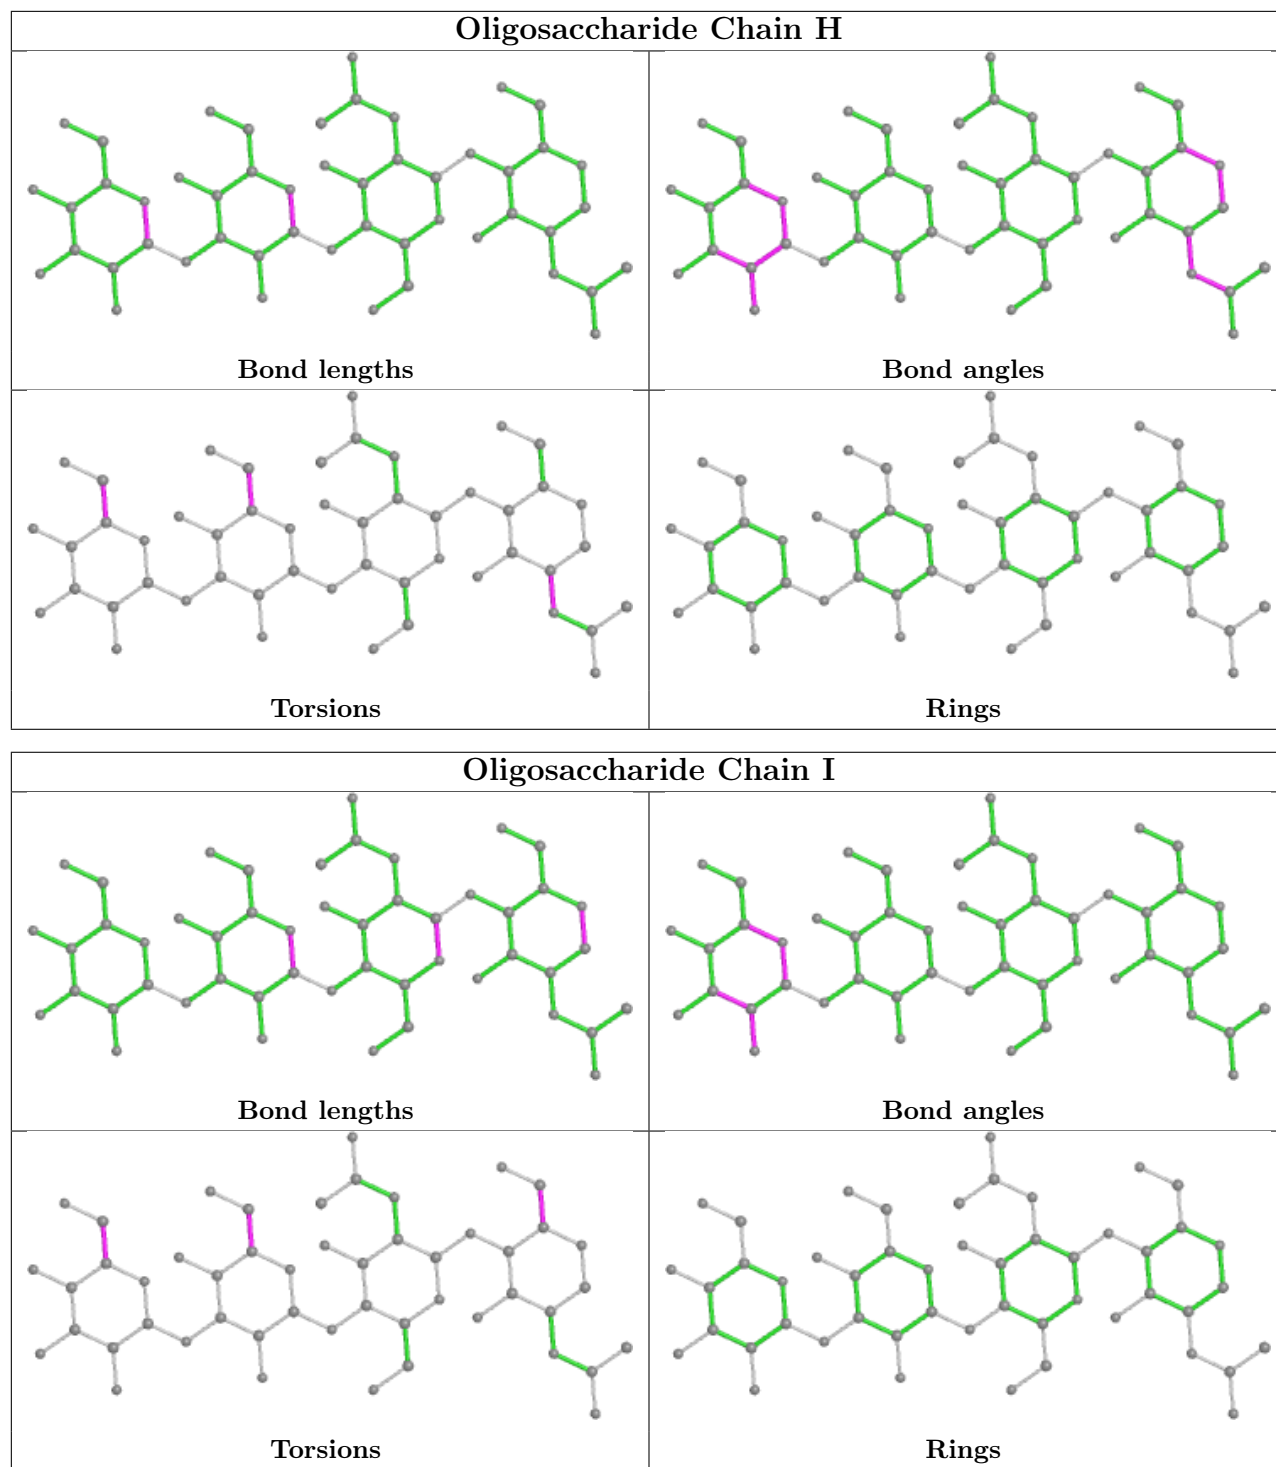 Oligosaccharide Chain H
Bond lengths
Bond angles
Torsions
Rings
Oligosaccharide Chain I
Bond lengths
Bond angles
Torsions
Rings